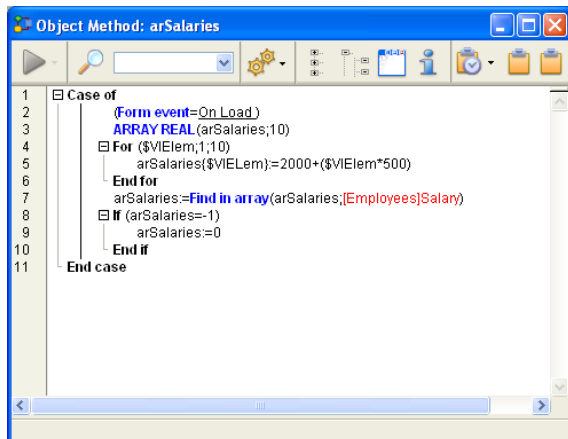 Object Method: arSalaries
1 Case of
2 (Form event=On Load )
3 ARRAY REAL(arSalaries;10)
4 For ($VlElem;1;10)
5 arSalaries{$VlELem}:=2000+($VlElem*500)
6 End for
7 arSalaries:=Find in array(arSalaries;[Employees]Salary)
8 If (arSalaries=-1)
9 arSalaries:=0
10 End if
11 End case